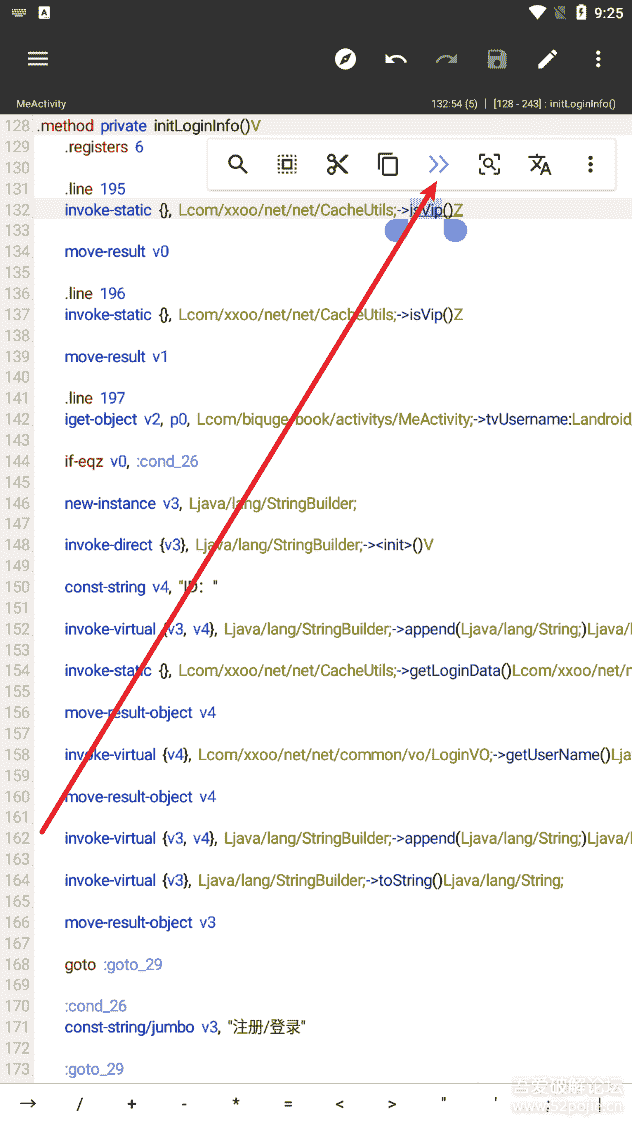 A
9:25
MeActivity
132:54 (5) | [128 - 243] : initLoginInfo()
128 .method private initLoginInfo()V
129 .registers 6
130
131 .line 195
132 invoke-static {}, Lcom/xxoo/net/net/CacheUtils;->isVip()Z
133
134 move-result v0
135
136 .line 196
137 invoke-static {}, Lcom/xxoo/net/net/CacheUtils;->isVip()Z
138
139 move-result v1
140
141 .line 197
142 iget-object v2, p0, Lcom/biquge/book/activitys/MeActivity;->tvUsername:Landroid
143
144 if-eqz v0, :cond_26
145
146 new-instance v3, Ljava/lang/StringBuilder;
147
148 invoke-direct {v3}, Ljava/lang/StringBuilder;-><init>()V
149
150 const-string v4, "ID: "
151
152 invoke-virtual {v3, v4}, Ljava/lang/StringBuilder;->append(Ljava/lang/String;)Ljava/l
153
154 invoke-static {}, Lcom/xxoo/net/net/CacheUtils;->getLoginData()Lcom/xxoo/net/n
155
156 move-result-object v4
157
158 invoke-virtual {v4}, Lcom/xxoo/net/net/common/vo/LoginVO;->getUserName()Lja
159
160 move-result-object v4
161
162 invoke-virtual {v3, v4}, Ljava/lang/StringBuilder;->append(Ljava/lang/String;)Ljava/l
163
164 invoke-virtual {v3}, Ljava/lang/StringBuilder;->toString()Ljava/lang/String;
165
166 move-result-object v3
167
168 goto :goto_29
169
170 :cond_26
171 const-string/jumbo v3, "注册/登录"
172
173 :goto_29
吾爱破解论坛
→ / + - * = < > " ' : |
www.52pojie.cn